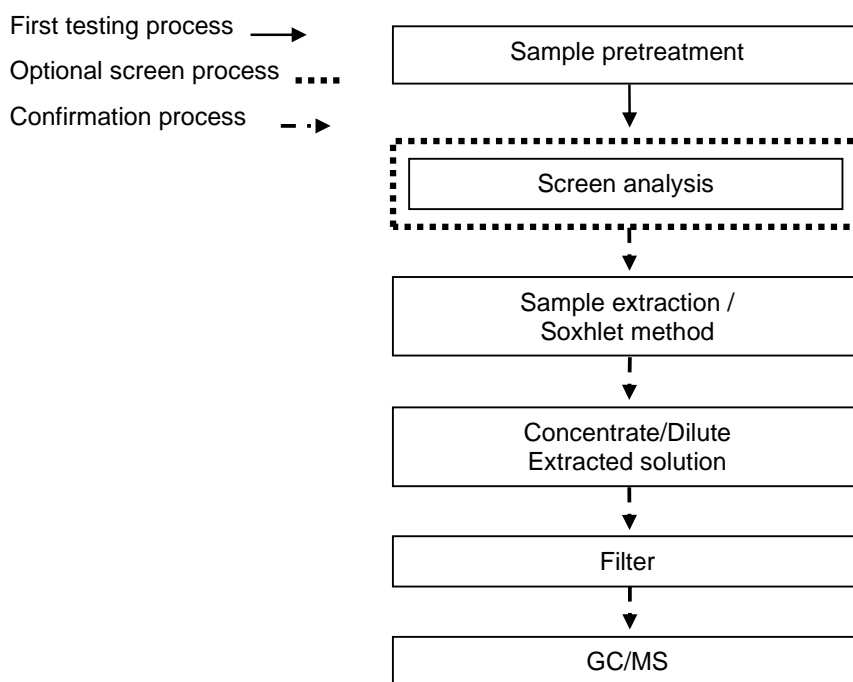 First testing process
Optional screen process
Confirmation process
Sample pretreatment
Screen analysis
Sample extraction /
Soxhlet method
Concentrate/Dilute
Extracted solution
Filter
GC/MS